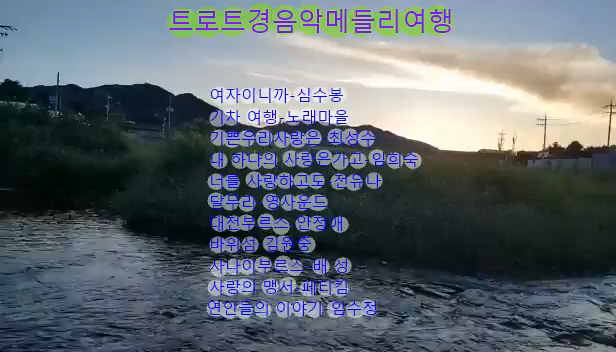 트로트경음악메들리여행
여자이니까-심수봉
기차 여행-노래마을
기쁜우리사랑은 최성수
내 하나의 사랑은가고 임희숙
너를 사랑하고도 전유나
달무리 영사운드
대전부르스 안정애
바위섬 김원중
사나이부르스 배 성
사랑의 맹서 패티킴
연안들의 이야기 임수정